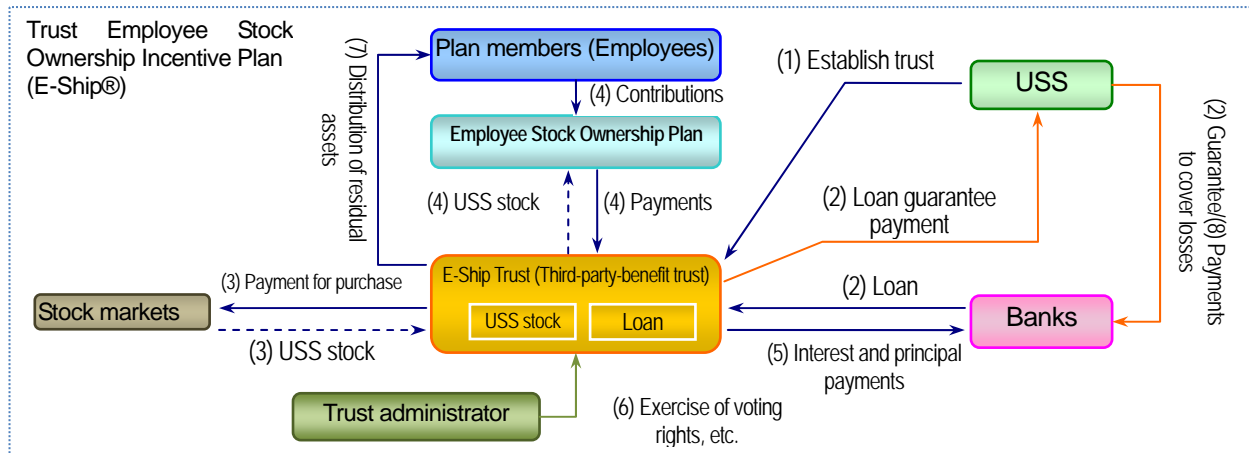 Trust Employee Stock
Ownership Incentive Plan
(E-Ship®)
Plan members (Employees)
(7) Distribution of residual
assets
(4) Contributions
Employee Stock Ownership Plan
(4) USS stock
(4) Payments
(1) Establish trust
USS
(2) Guarantee/(8) Payments
to cover losses
(2) Loan guarantee
payment
E-Ship Trust (Third-party-benefit trust)
USS stock
Loan
(3) Payment for purchase
Stock markets
(3) USS stock
(2) Loan
Banks
(5) Interest and principal
payments
Trust administrator
(6) Exercise of voting
rights, etc.